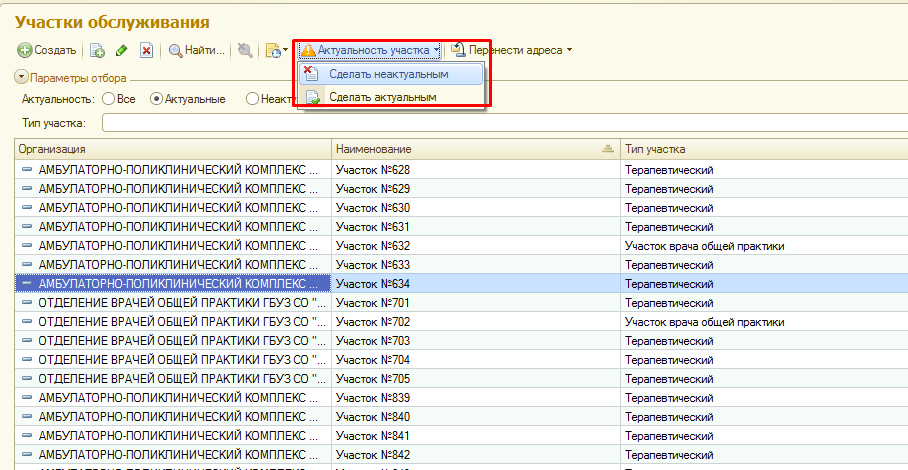 Участки обслуживания
Создать Найти... Актуальность участка Перенести адреса
Сделать неактуальным
Параметры отбора
Актуальность: Все Актуальные Неакту
Сделать актуальным
Тип участка:
Организация Наименование Тип участка
АМБУЛАТОРНО-ПОЛИКЛИНИЧЕСКИЙ КОМПЛЕКС ... Участок №628 Терапевтический
АМБУЛАТОРНО-ПОЛИКЛИНИЧЕСКИЙ КОМПЛЕКС ... Участок №629 Терапевтический
АМБУЛАТОРНО-ПОЛИКЛИНИЧЕСКИЙ КОМПЛЕКС ... Участок №630 Терапевтический
АМБУЛАТОРНО-ПОЛИКЛИНИЧЕСКИЙ КОМПЛЕКС ... Участок №631 Терапевтический
АМБУЛАТОРНО-ПОЛИКЛИНИЧЕСКИЙ КОМПЛЕКС ... Участок №632 Участок врача общей практики
АМБУЛАТОРНО-ПОЛИКЛИНИЧЕСКИЙ КОМПЛЕКС ... Участок №633 Терапевтический
АМБУЛАТОРНО-ПОЛИКЛИНИЧЕСКИЙ КОМПЛЕКС ... Участок №634 Терапевтический
ОТДЕЛЕНИЕ ВРАЧЕЙ ОБЩЕЙ ПРАКТИКИ ГБУЗ СО "... Участок №701 Терапевтический
ОТДЕЛЕНИЕ ВРАЧЕЙ ОБЩЕЙ ПРАКТИКИ ГБУЗ СО "... Участок №702 Участок врача общей практики
ОТДЕЛЕНИЕ ВРАЧЕЙ ОБЩЕЙ ПРАКТИКИ ГБУЗ СО "... Участок №703 Терапевтический
ОТДЕЛЕНИЕ ВРАЧЕЙ ОБЩЕЙ ПРАКТИКИ ГБУЗ СО "... Участок №704 Терапевтический
ОТДЕЛЕНИЕ ВРАЧЕЙ ОБЩЕЙ ПРАКТИКИ ГБУЗ СО "... Участок №705 Терапевтический
АМБУЛАТОРНО-ПОЛИКЛИНИЧЕСКИЙ КОМПЛЕКС ... Участок №839 Терапевтический
АМБУЛАТОРНО-ПОЛИКЛИНИЧЕСКИЙ КОМПЛЕКС ... Участок №840 Терапевтический
АМБУЛАТОРНО-ПОЛИКЛИНИЧЕСКИЙ КОМПЛЕКС ... Участок №841 Терапевтический
АМБУЛАТОРНО-ПОЛИКЛИНИЧЕСКИЙ КОМПЛЕКС ... Участок №842 Терапевтический